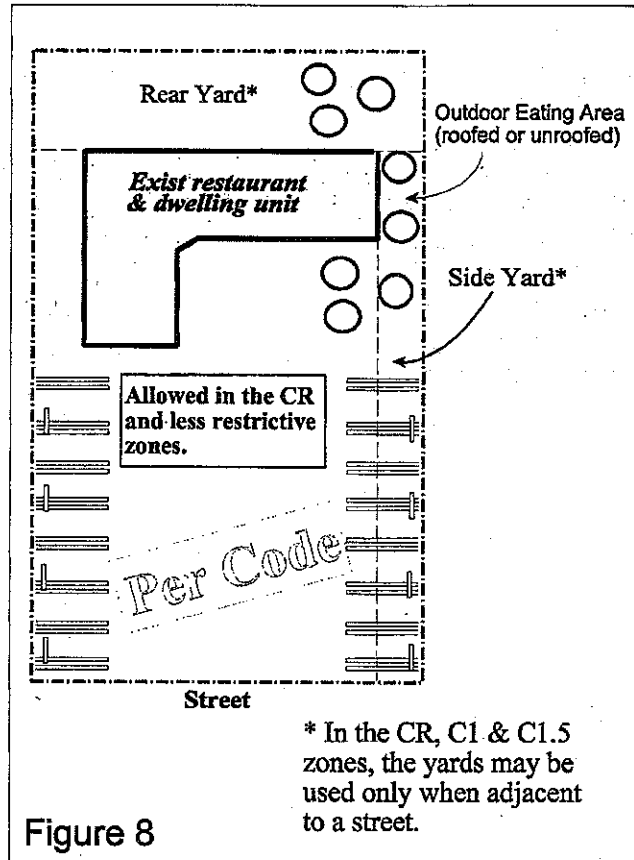 Rear Yard*
Outdoor Eating Area
(roofed or unroofed)
Exist restaurant
& dwelling unit
Side Yard*
Allowed in the CR
and less restrictive
zones.
Per Code
Street
* In the CR, C1 & C1.5
zones, the yards may be
used only when adjacent
to a street.
Figure 8